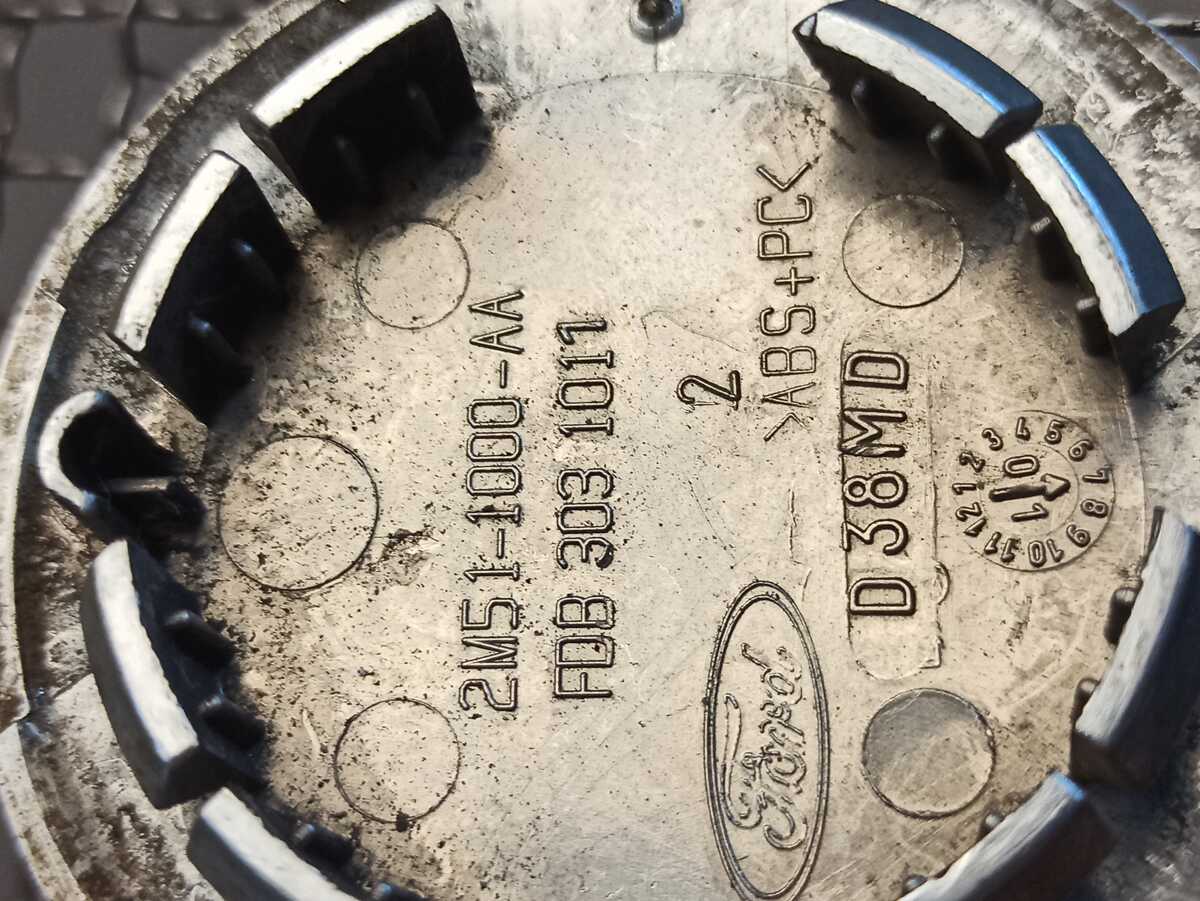 2M51-1000-AA
FDB 303 1011
Ford
2
>ABS+PC<
D38MD
1 2 3 4 5 6 7 8 9 10 11 12
1 0